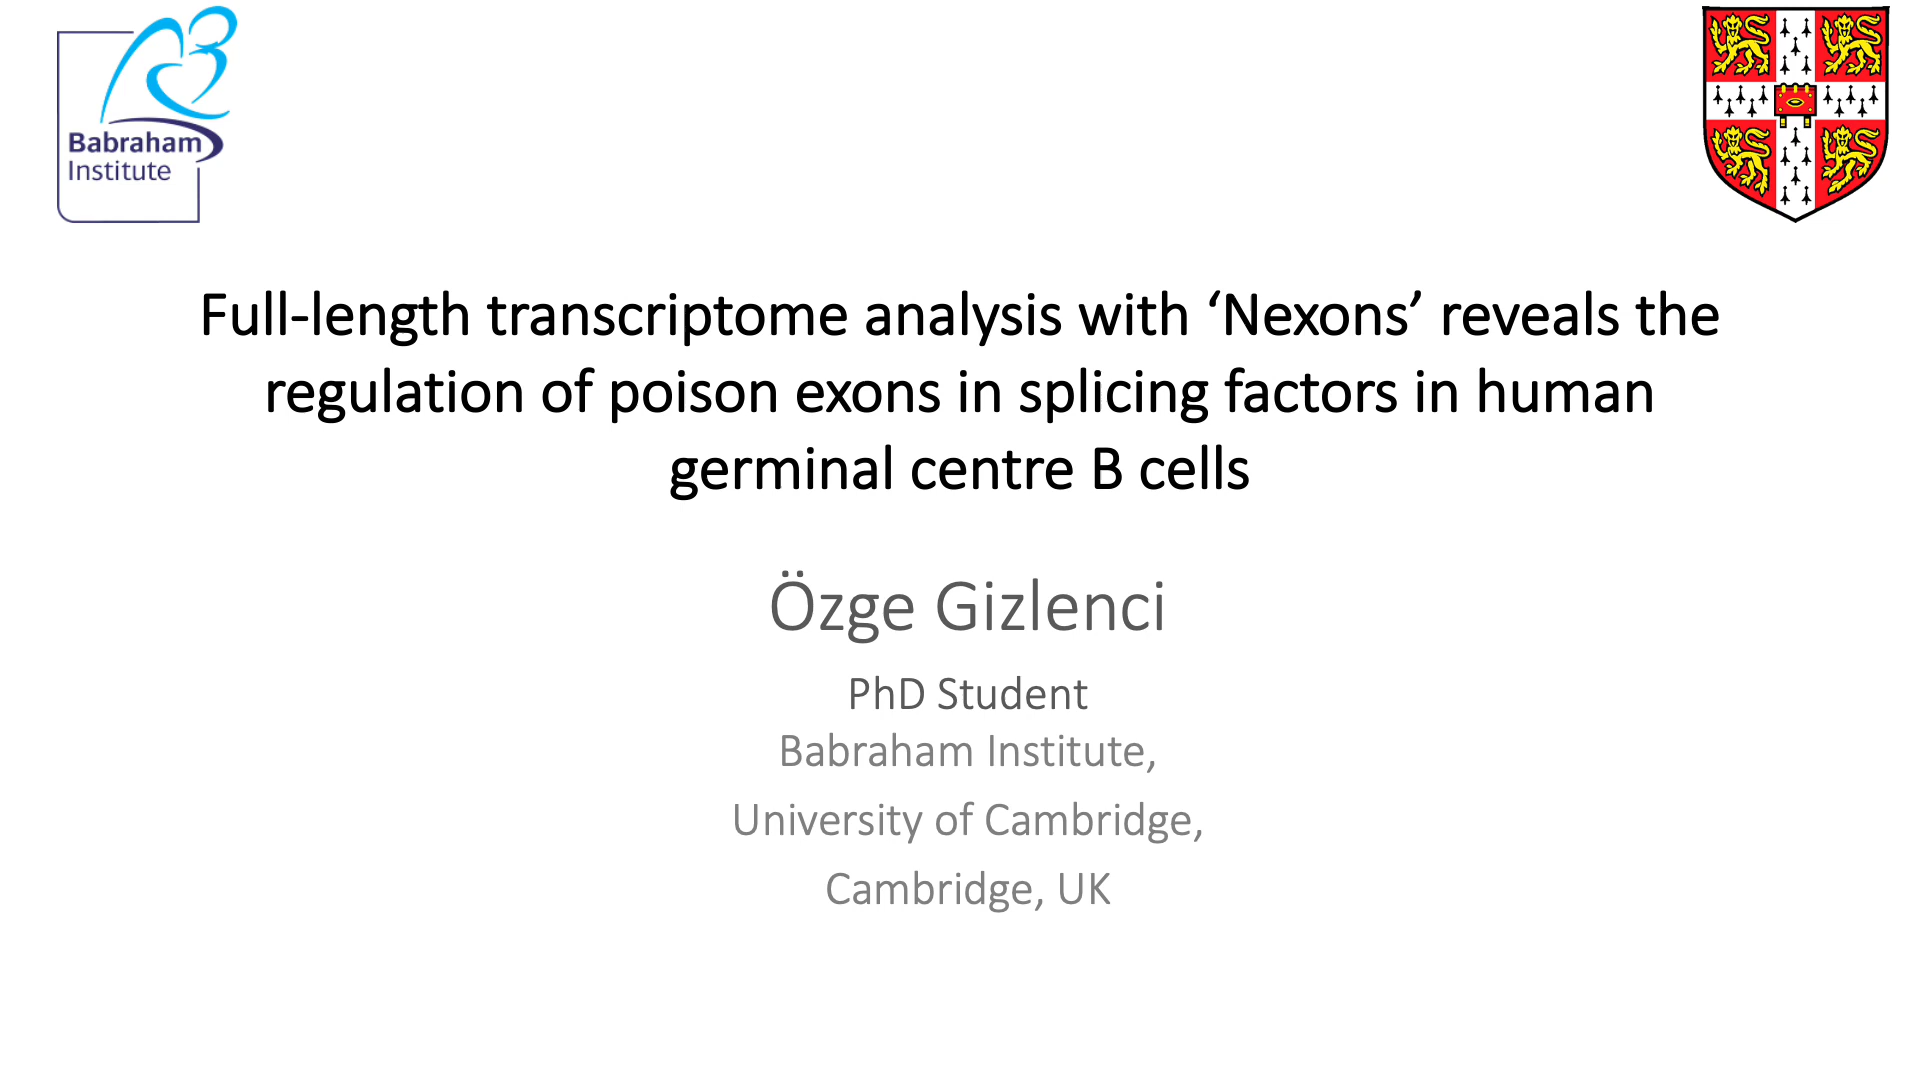 Babraham
Institute
Full-length transcriptome analysis with ‘Nexons’ reveals the
regulation of poison exons in splicing factors in human
germinal centre B cells
Özge Gizlenci
PhD Student
Babraham Institute,
University of Cambridge,
Cambridge, UK